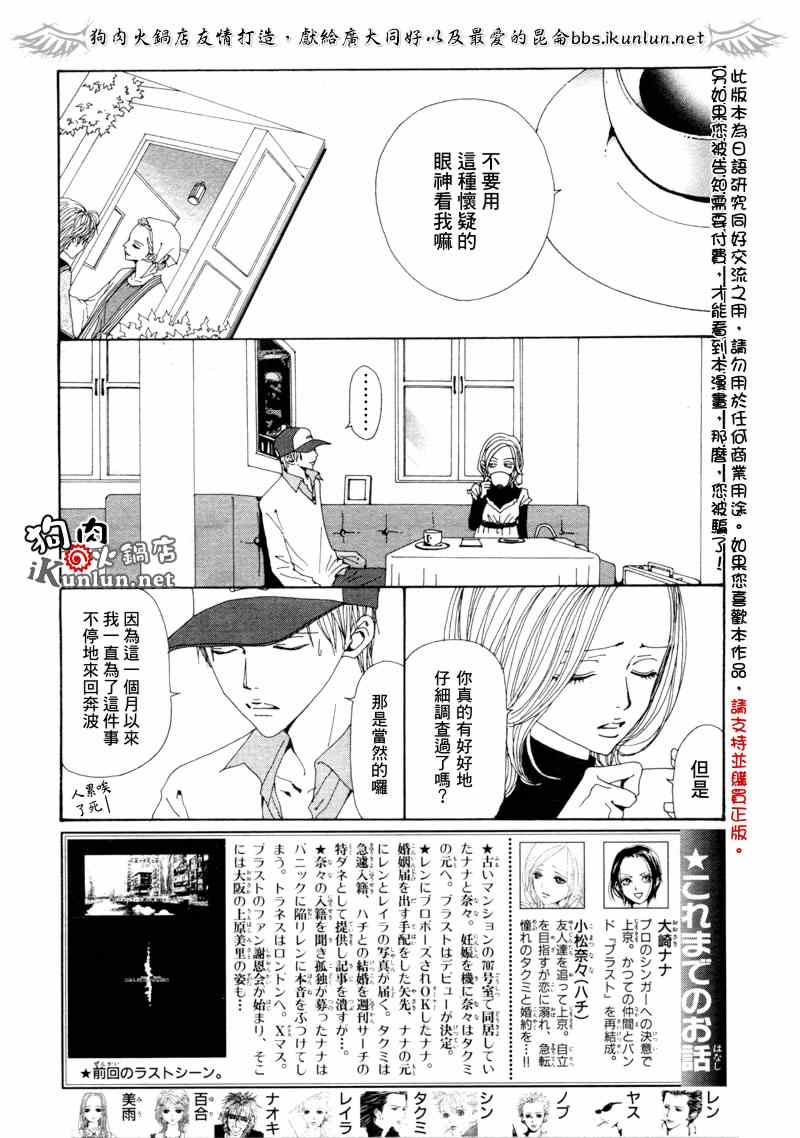 狗肉火鍋店友情打造，獻給廣大同好以及最愛的昆侖bbs.ikunlun.net
此版本為日語研究同好交流之用，請勿用於任何商業用途。如果您喜歡本作品，請支持並購買正版。
另如果您被告知需要付費，才能看到本漫畫，那麼，您被騙了！
不要用
這種懷疑的
眼神看我嘛
………
狗肉
火鍋店
iKunlun.net
但是
你真的有好好地
仔細調查過了嗎？
那是當然的囉
因為這一個月以來
我一直為了這件事
不停地來回奔波
唉
累死
人了
★これまでのお話
はなし
大崎ナナ
プロのシンガーへの決意で
上京。かつての仲間とバン
ド「ブラスト」を再結成。
小松奈々(ハチ)
友人達を追って上京。自立
を目指すが恋に溺れ、急転
憧れのタクミと婚約を…!!
★古いマンションの707号室で同居してい
たナナと奈々。妊娠を機に奈々はタクミ
の元へ。ブラストはデビューが決定。
★レンにプロポーズされOKしたナナ。
婚姻届を出す手配をした矢先、ナナの元
にレンとレイラの写真が届く。タクミは
急遽入籍、ハチとの結婚を週刊サーチの
特ダネとして提供し記事を潰すが…。
★奈々の入籍を聞き孤独が募ったナナは
パニックに陥りレンに本音をぶつけてし
まう。トラネスはロンドンへ。Xマス。
ブラストのファン謝恩会が始まり、そこ
には大阪の上原美里の姿も…
★前回のラストシーン。
レン
ヤス
ノブ
シン
タクミ
レイラ
ナオキ
百合
美雨